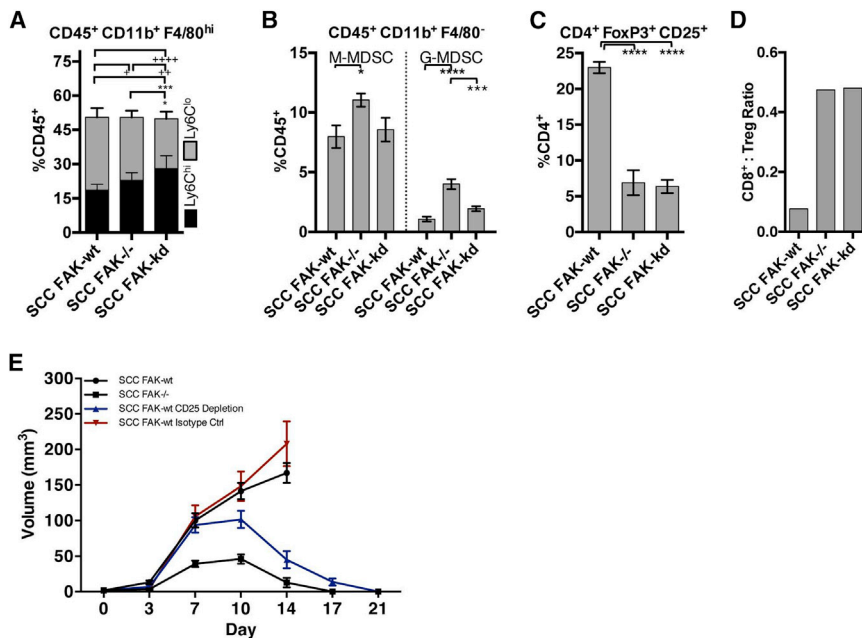 A
CD45+ CD11b+ F4/80hi
%CD45+
75
60
45
30
15
0
++++
+
++
***
*
Ly6Chi
Ly6Clo
SCC FAK-wt
SCC FAK-/-
SCC FAK-kd
B
CD45+ CD11b+ F4/80-
M-MDSC
G-MDSC
%CD45+
15
10
5
0
*
****
***
SCC FAK-wt
SCC FAK-/-
SCC FAK-kd
SCC FAK-wt
SCC FAK-/-
SCC FAK-kd
C
CD4+ FoxP3+ CD25+
%CD4+
25
20
15
10
5
0
**** ****
SCC FAK-wt
SCC FAK-/-
SCC FAK-kd
D
CD8+ : Treg Ratio
0.6
0.4
0.2
0.0
SCC FAK-wt
SCC FAK-/-
SCC FAK-kd
E
SCC FAK-wt
SCC FAK-/-
SCC FAK-wt CD25 Depletion
SCC FAK-wt Isotype Ctrl
Volume (mm3)
300
250
200
150
100
50
0
0 3 7 10 14 17 21
Day